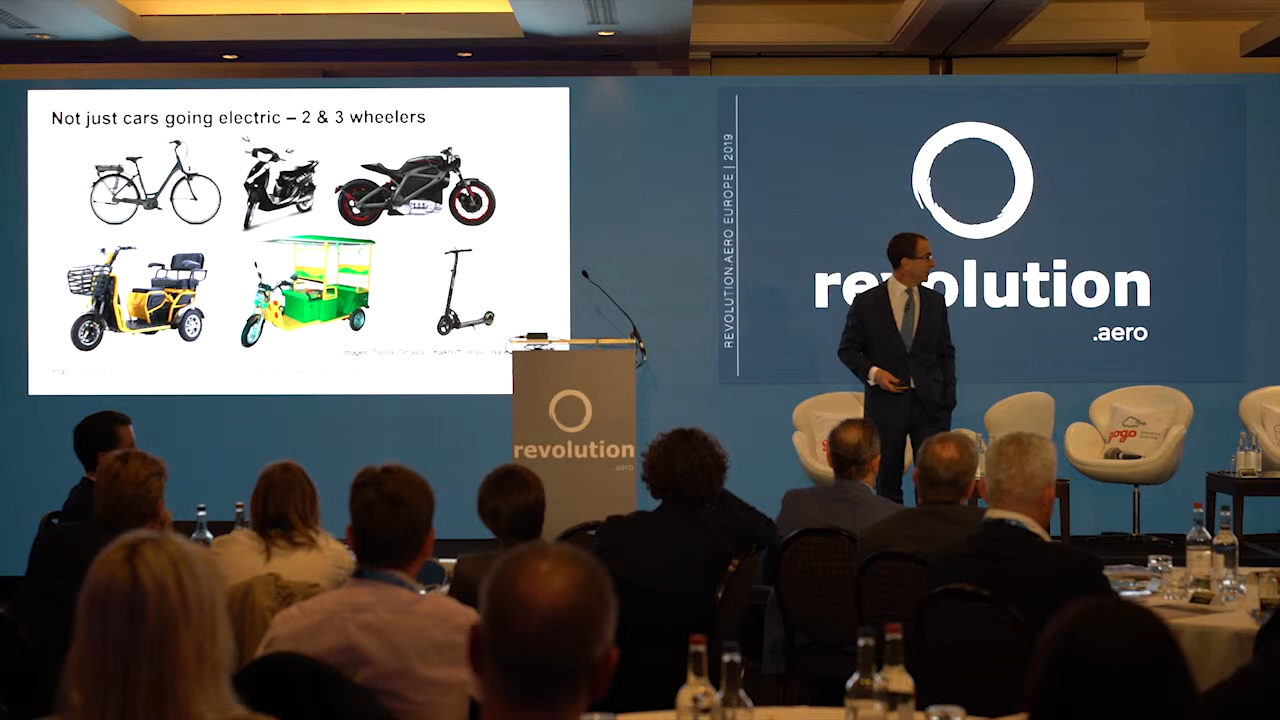 Not just cars going electric – 2 & 3 wheelers
REVOLUTION.AERO EUROPE | 2019
revolution
.aero
revolution
.aero
gogo